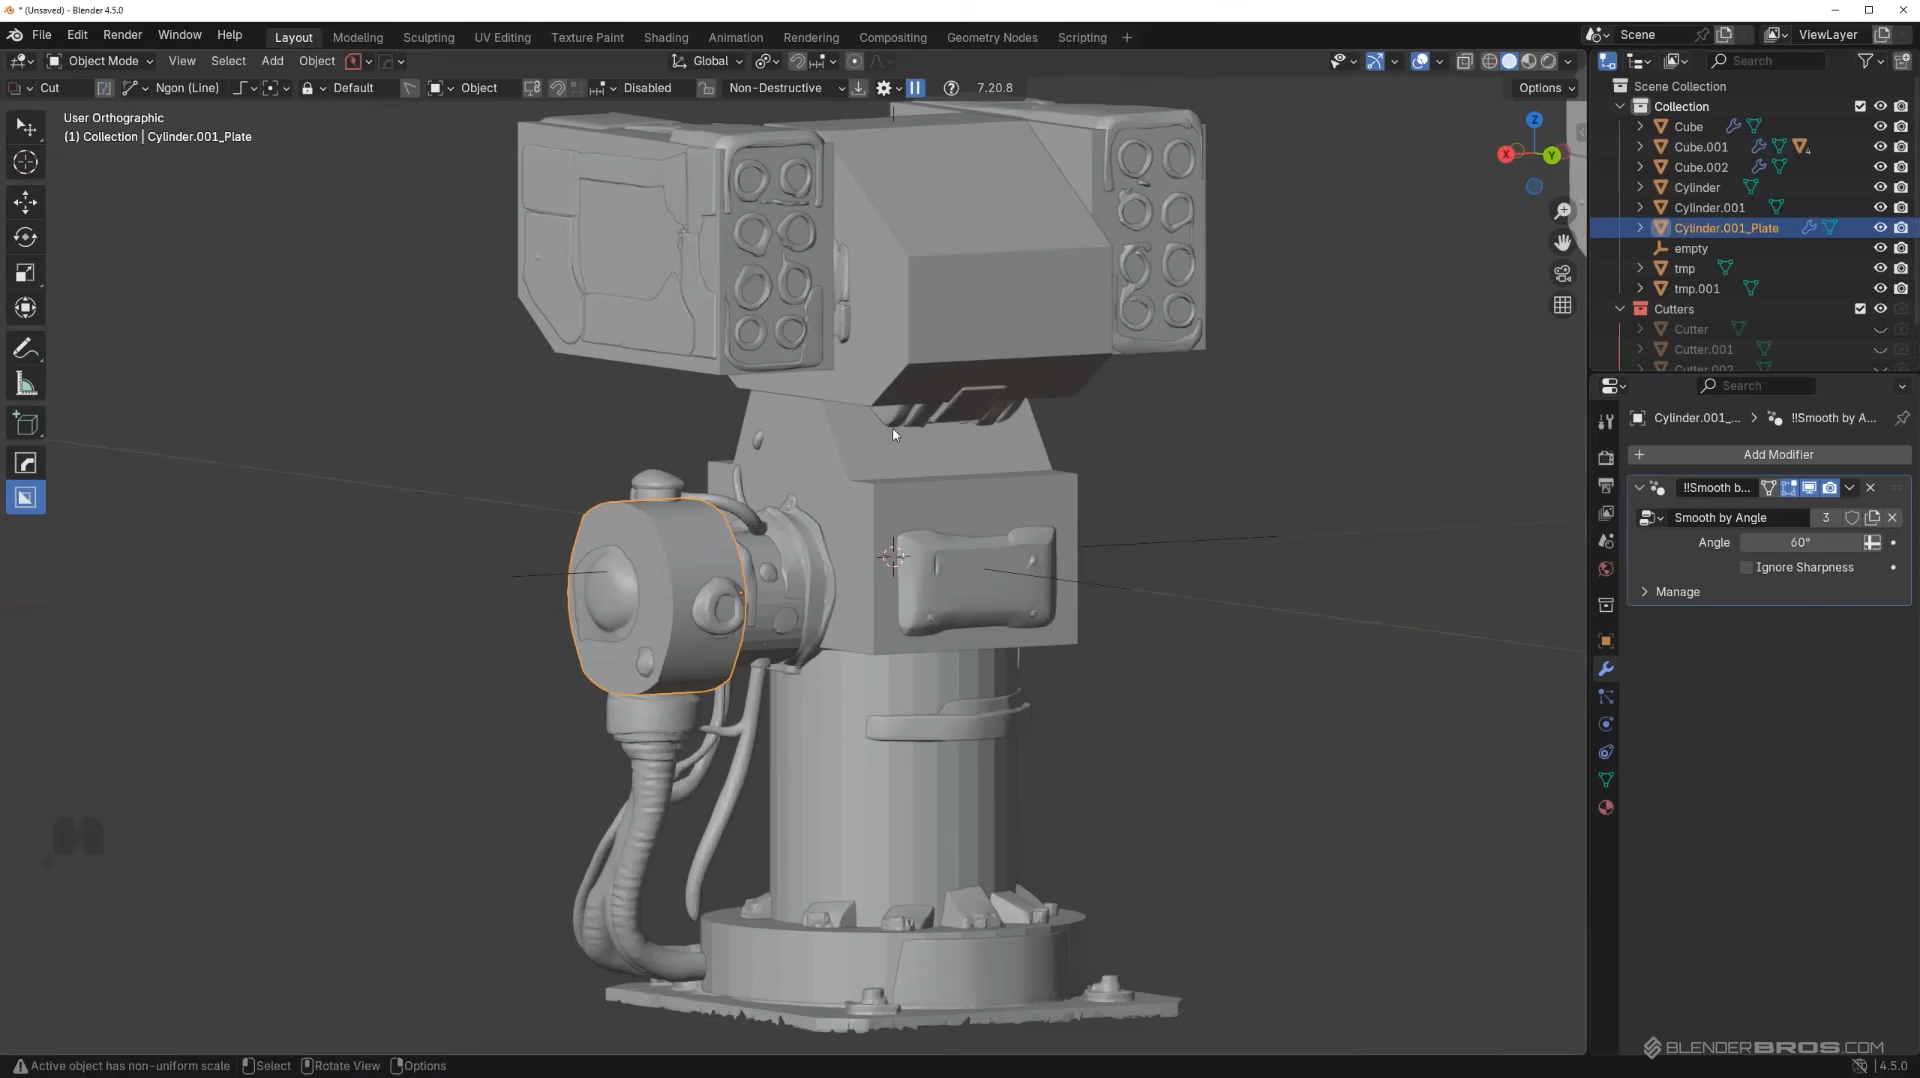 * (Unsaved) - Blender 4.5.0
File Edit Render Window Help Layout Modeling Sculpting UV Editing Texture Paint Shading Animation Rendering Compositing Geometry Nodes Scripting + Scene ViewLayer
Object Mode View Select Add Object Global Search
Cut Ngon (Line) Default Object Disabled Non-Destructive 7.20.8 Options
User Orthographic
(1) Collection | Cylinder.001_Plate
Z
X
Y
Scene Collection
Collection
Cube
Cube.001 4
Cube.002
Cylinder
Cylinder.001
Cylinder.001_Plate
empty
tmp
tmp.001
Cutters
Cutter
Cutter.001
Cutter.002
Search
Cylinder.001_... > !!Smooth by A...
+ Add Modifier
!!Smooth b...
Smooth by Angle 3
Angle 60°
Ignore Sharpness
Manage
BLENDERBROS.COM
Active object has non-uniform scale Select Rotate View Options 4.5.0